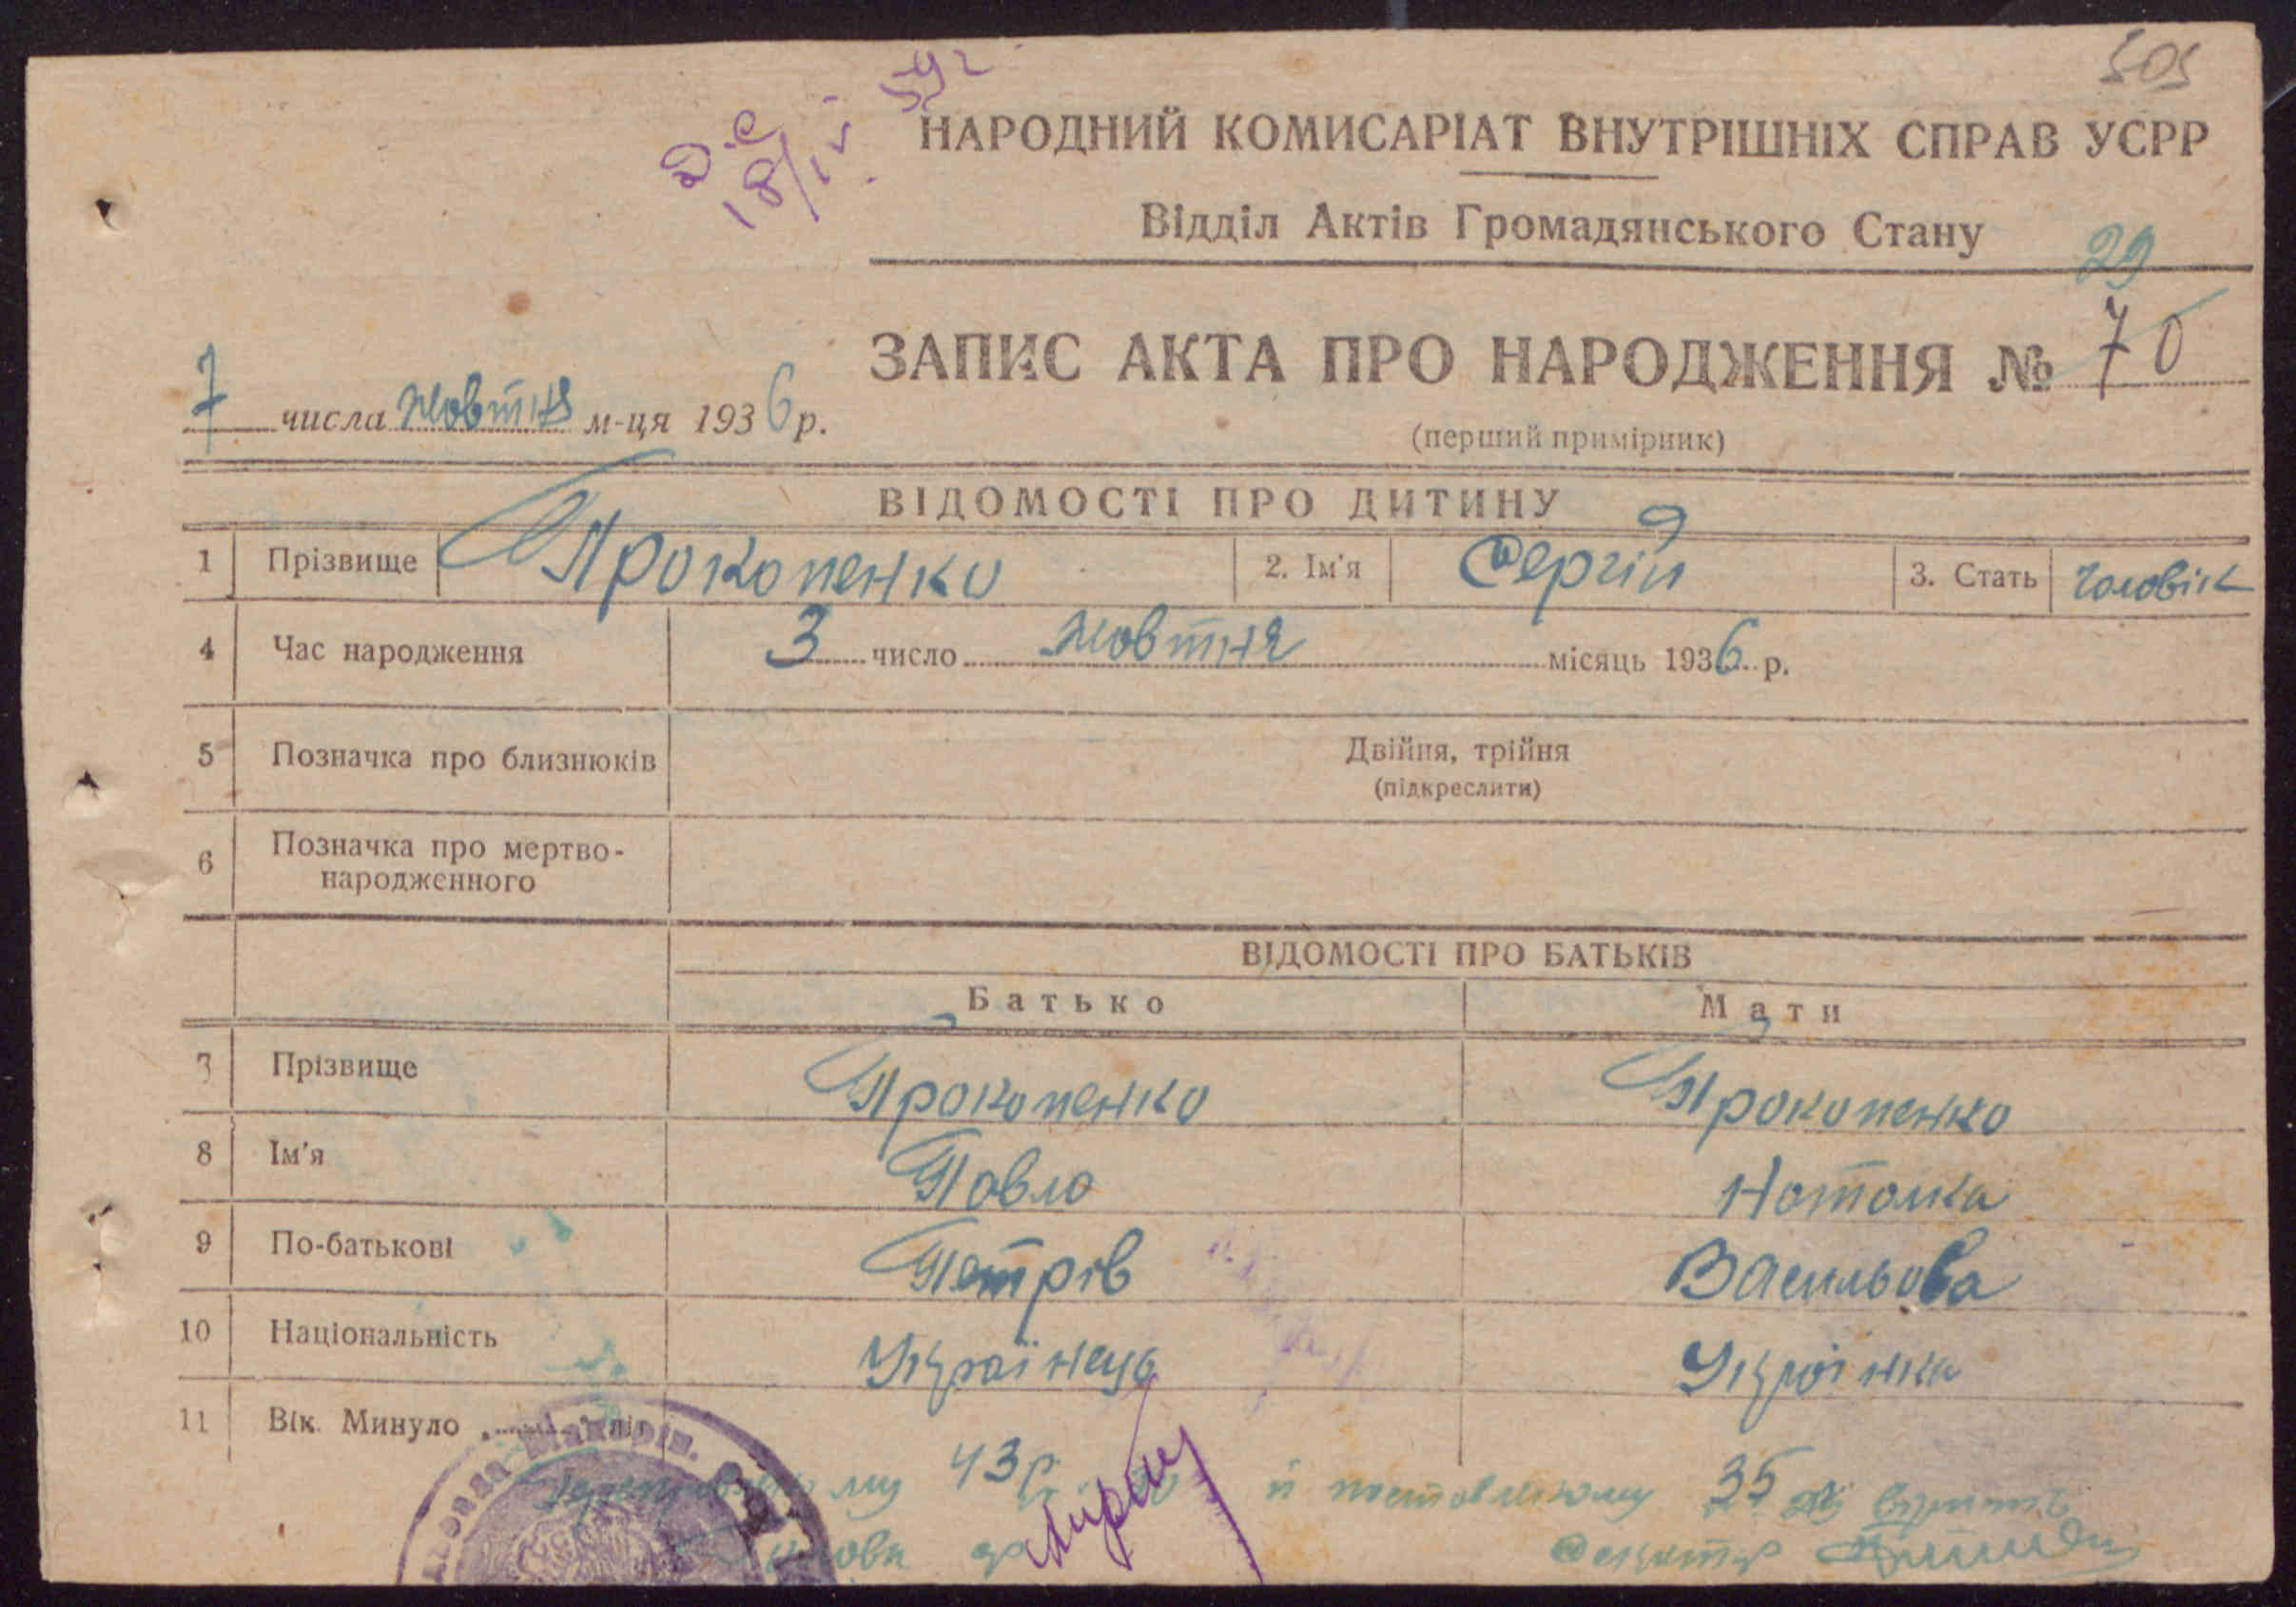 505
592
18/IV
НАРОДНИЙ КОМИСАРІАТ ВНУТРІШНІХ СПРАВ УСРР
Відділ Актів Громадянського Стану
29
ЗАПИС АКТА ПРО НАРОДЖЕННЯ № 70
7 числа жовтня м-ця 1936 р.
(перший примірник)
ВІДОМОСТІ ПРО ДИТИНУ
1 Прізвище Прокопенко 2. Ім'я Сергій 3. Стать Чоловік
4 Час народження 3 число жовтня місяць 1936 р.
5 Позначка про близнюків Двійня, трійня
(підкреслити)
6 Позначка про мертво-
народженного
ВІДОМОСТІ ПРО БАТЬКІВ
Батько Мати
7 Прізвище Прокопенко Прокопенко
8 Ім'я Павло Наталка
9 По-батькові Петрів Васильова
10 Національність Українець Українка
11 Вік. Минуло літ 43 р. 35